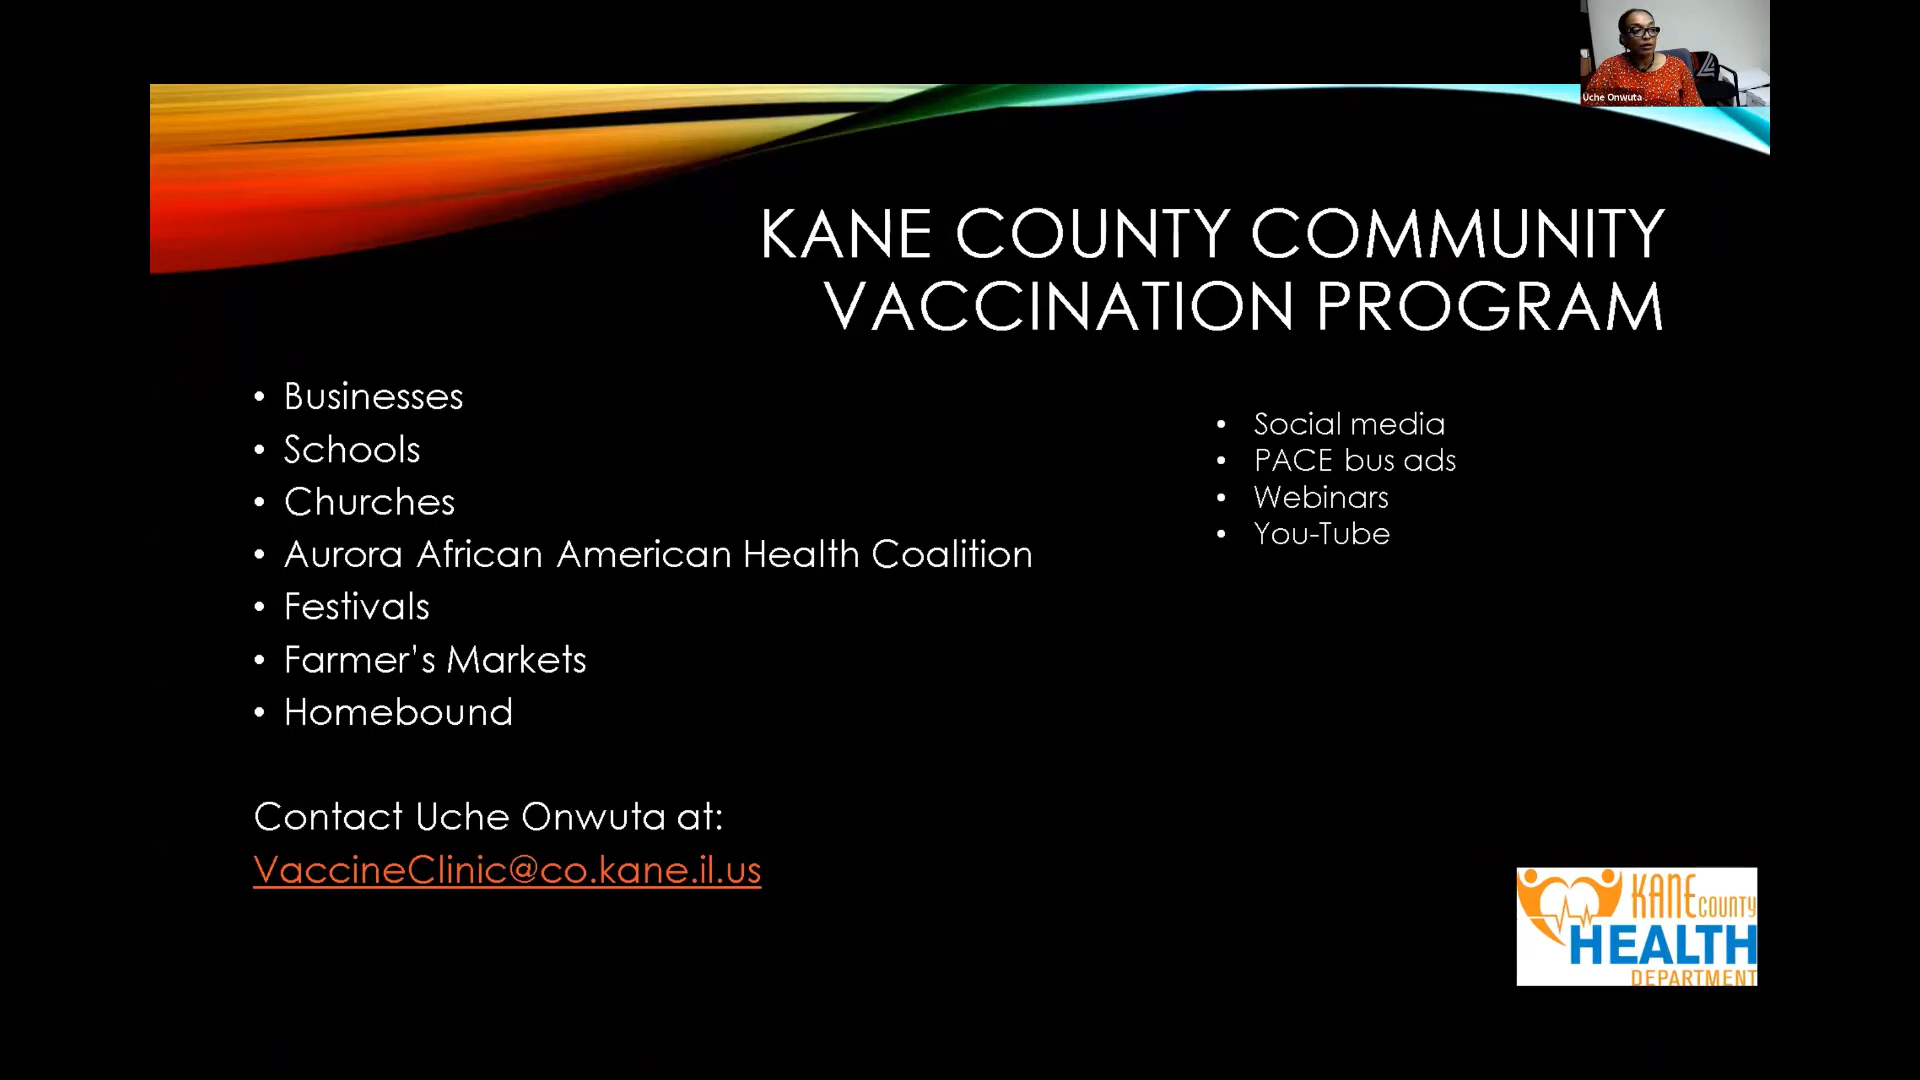 Uche Onwuta
KANE COUNTY COMMUNITY
VACCINATION PROGRAM
• Businesses
• Schools
• Churches
• Aurora African American Health Coalition
• Festivals
• Farmer's Markets
• Homebound
Contact Uche Onwuta at:
VaccineClinic@co.kane.il.us
• Social media
• PACE bus ads
• Webinars
• You-Tube
KANE COUNTY
HEALTH
DEPARTMENT